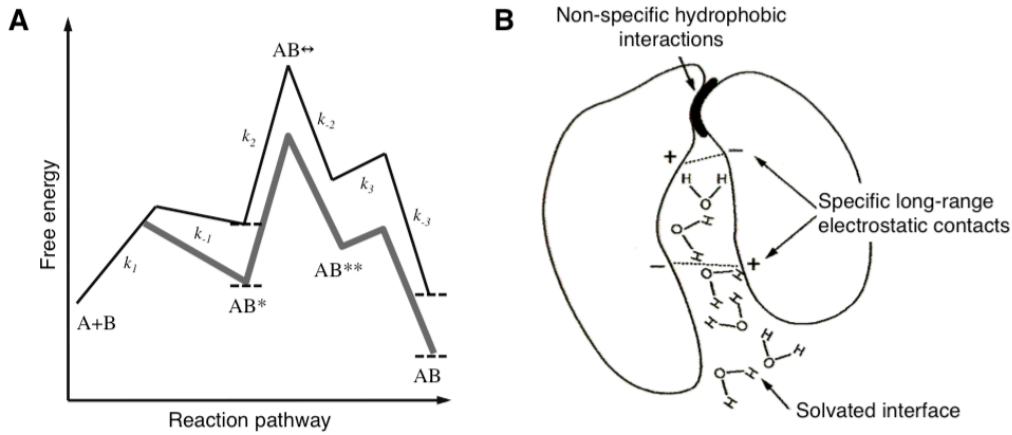 A
Free energy
Reaction pathway
A+B
k1
k-1
AB*
k2
AB↔
k-2
AB**
k3
k-3
AB
B
Non-specific hydrophobic
interactions
+
−
H H
O
O H
H
−
+
O H
H
H
H O
H
O H
O H
H
Specific long-range
electrostatic contacts
Solvated interface